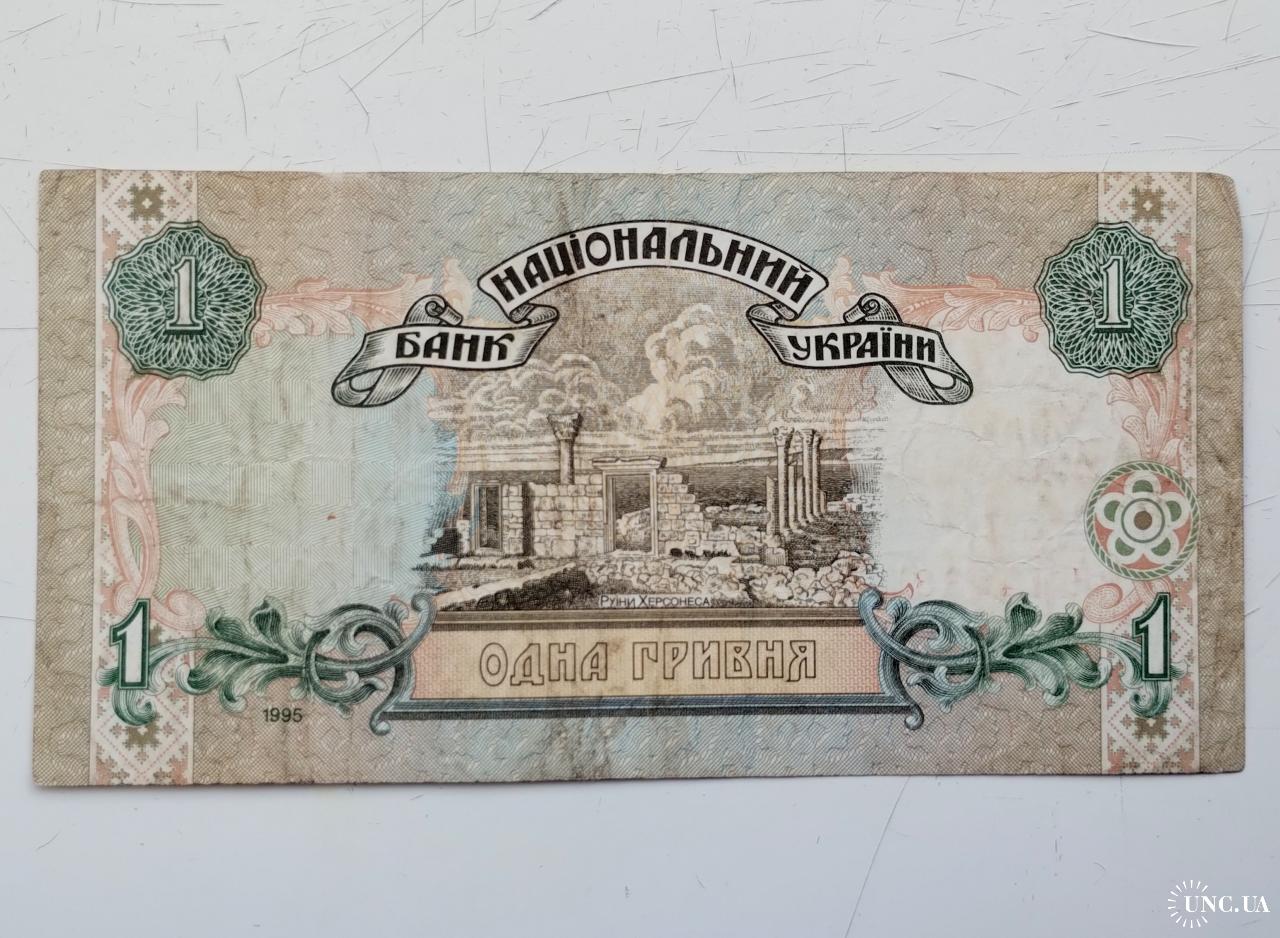 НАЦІОНАЛЬНИЙ
БАНК УКРАЇНИ
1 1
РУЇНИ ХЕРСОНЕСА
ОДНА ГРИВНЯ
1 1
1995
UNC.UA